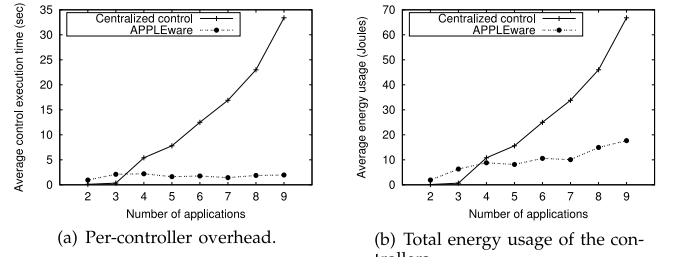 Average control execution time (sec)
35
30
25
20
15
10
5
0
Centralized control
APPLEware
2 3 4 5 6 7 8 9
Number of applications
(a) Per-controller overhead.
Average energy usage (Joules)
70
60
50
40
30
20
10
0
Centralized control
APPLEware
2 3 4 5 6 7 8 9
Number of applications
(b) Total energy usage of the con-
trollers